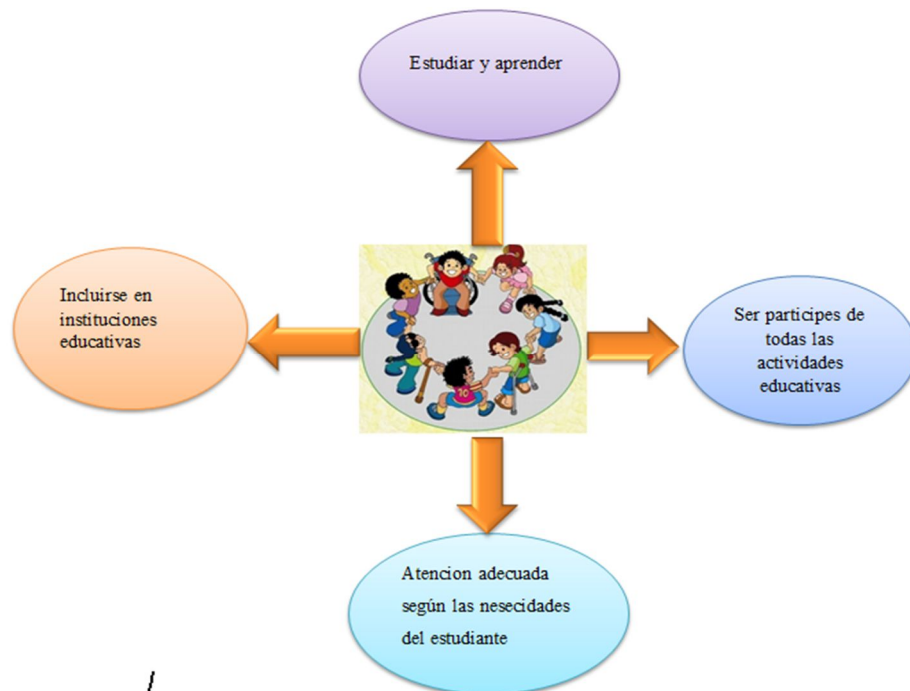 Estudiar y aprender
Incluirse en
instituciones
educativas
Ser participes de
todas las
actividades
educativas
Atencion adecuada
según las nesecidades
del estudiante